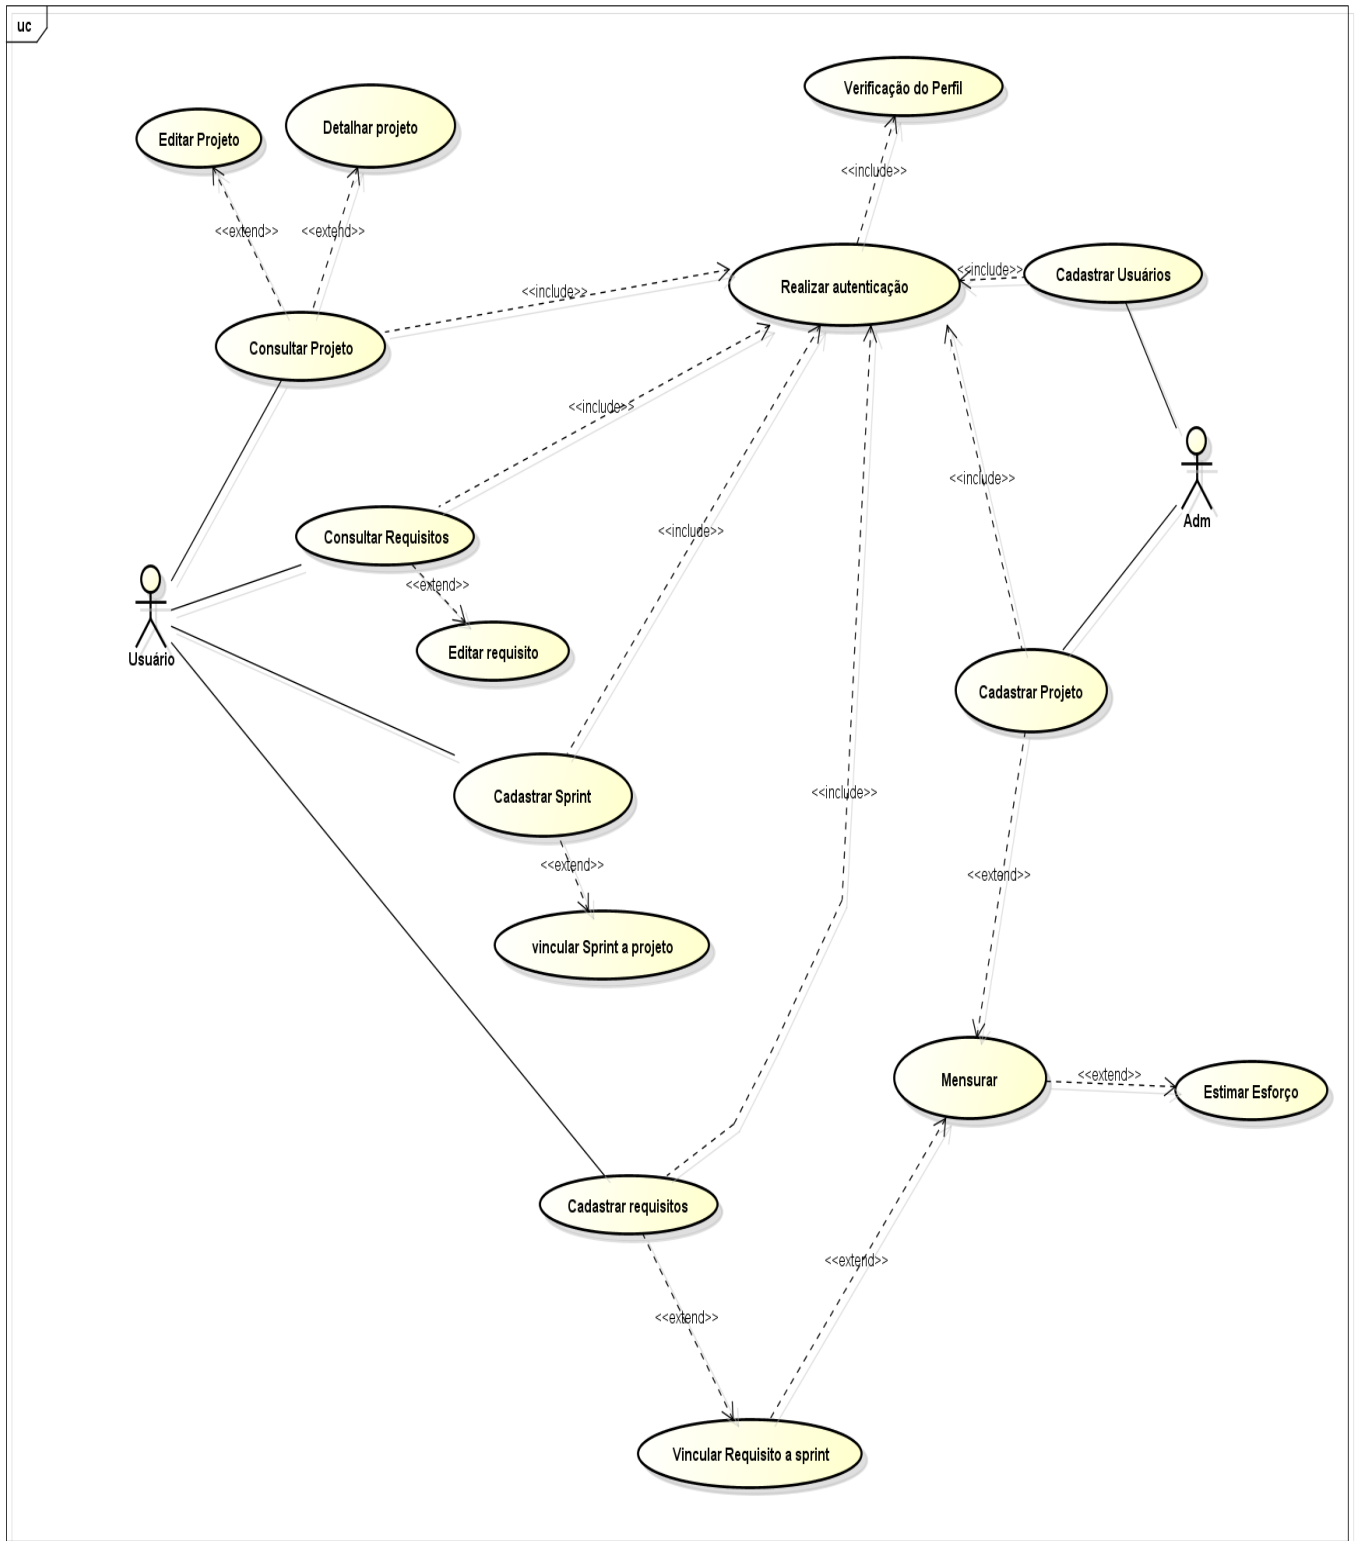 uc
Verificação do Perfil
Detalhar projeto
Editar Projeto
<<include>>
<<extend>>
<<extend>>
<<include>>
Cadastrar Usuários
Realizar autenticação
<<include>>
Consultar Projeto
<<include>>
<<include>>
Adm
<<include>>
Consultar Requisitos
<<extend>>
Editar requisito
Usuário
Cadastrar Projeto
<<include>>
Cadastrar Sprint
<<extend>>
<<extend>>
vincular Sprint a projeto
Mensurar
<<extend>>
Estimar Esforço
Cadastrar requisitos
<<extend>>
<<extend>>
Vincular Requisito a sprint